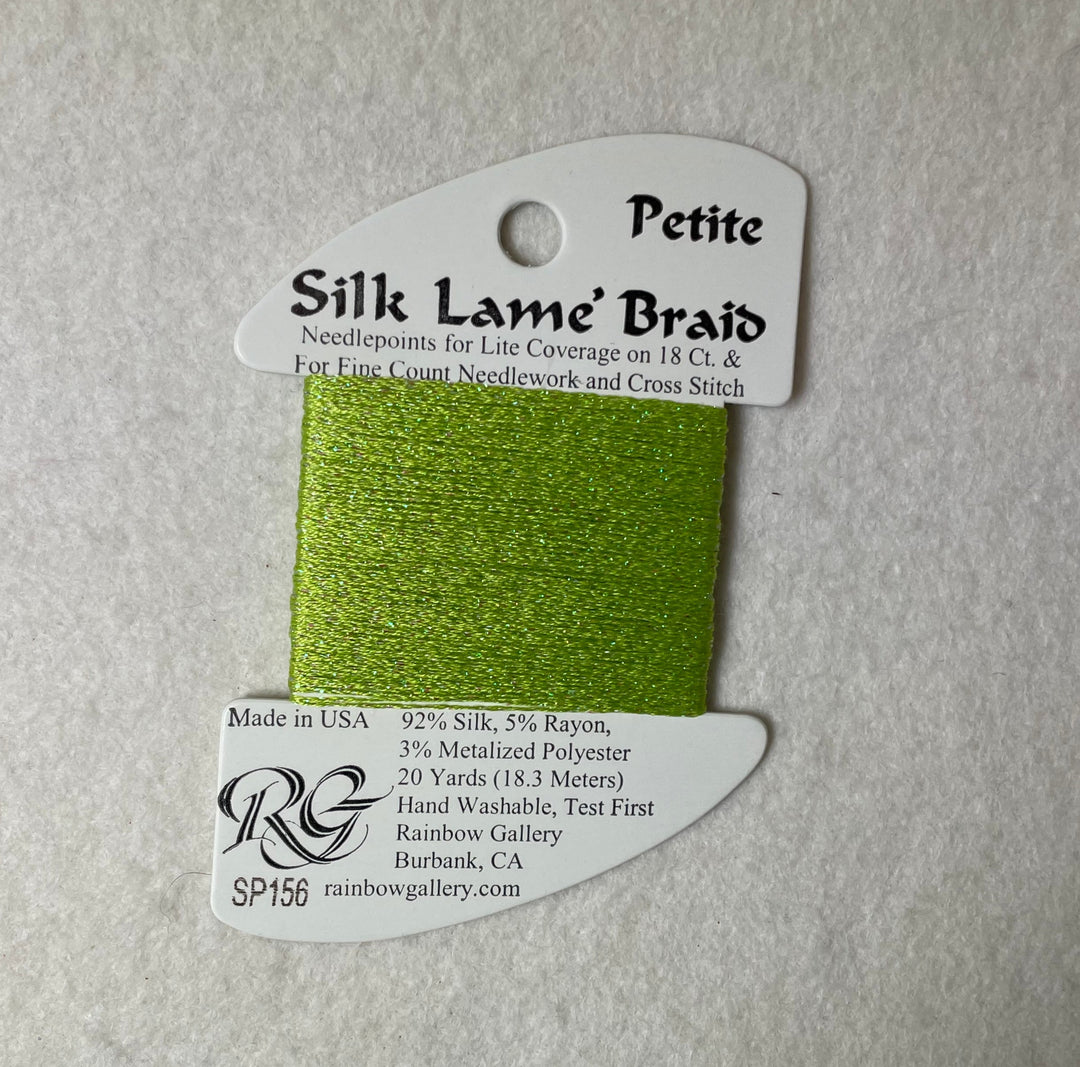 Petite
Silk Lame' Braid
Needlepoints for Lite Coverage on 18 Ct. &
For Fine Count Needlework and Cross Stitch
Made in USA
92% Silk, 5% Rayon,
3% Metalized Polyester
20 Yards (18.3 Meters)
Hand Washable, Test First
Rainbow Gallery
Burbank, CA
RG
SP156
rainbowgallery.com